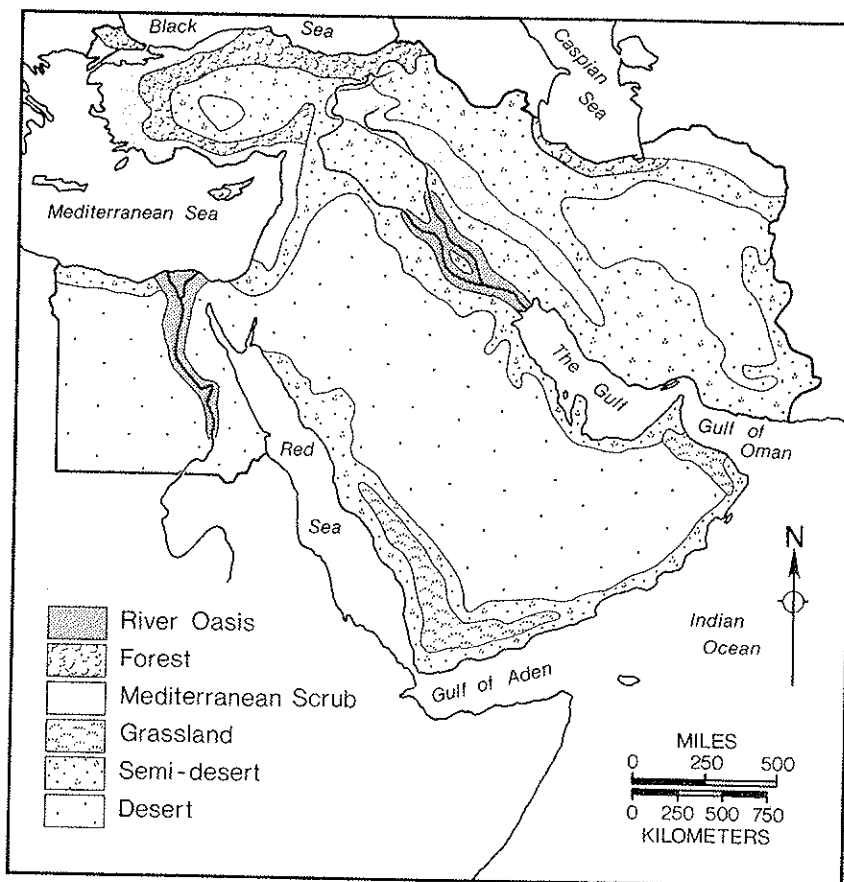 Black Sea
Caspian
Sea
Mediterranean Sea
The Gulf
Gulf of
Oman
Red
Sea
N
Indian
Ocean
Gulf of Aden
River Oasis
Forest
Mediterranean Scrub
Grassland
Semi-desert
Desert
MILES
0 250 500
0 250 500 750
KILOMETERS